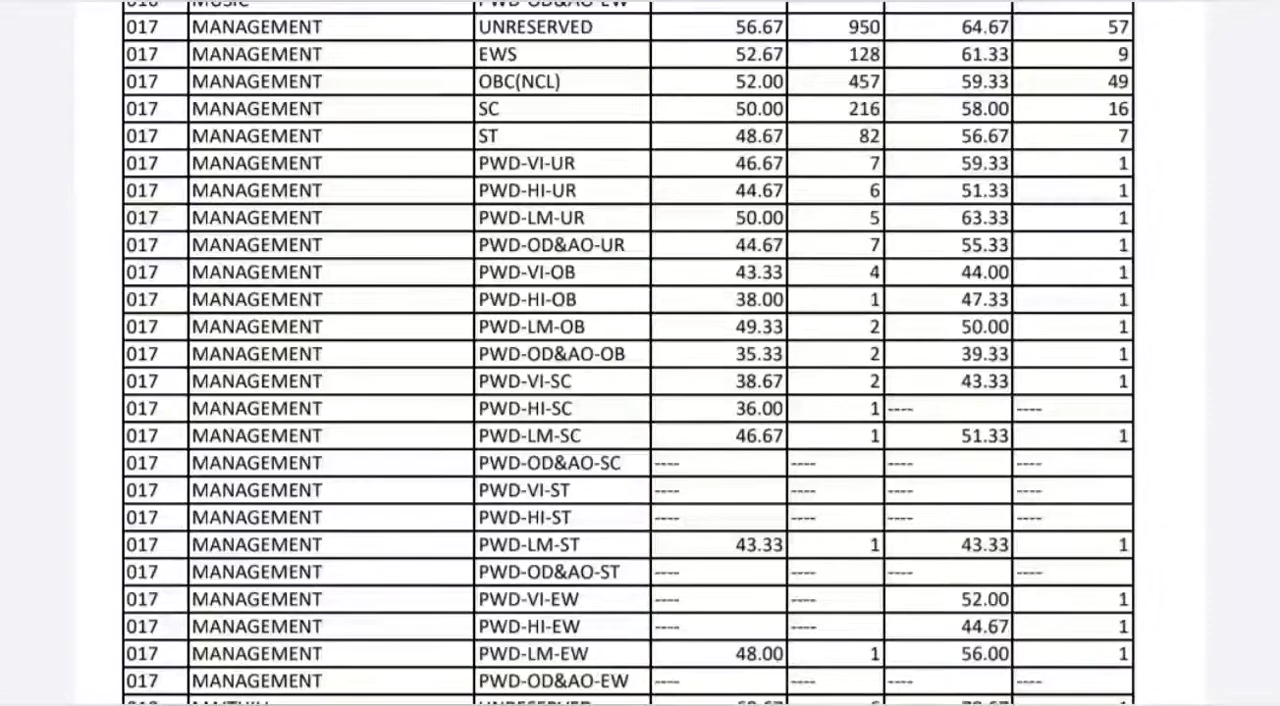 017 MANAGEMENT UNRESERVED 56.67 950 64.67 57
017 MANAGEMENT EWS 52.67 128 61.33 9
017 MANAGEMENT OBC(NCL) 52.00 457 59.33 49
017 MANAGEMENT SC 50.00 216 58.00 16
017 MANAGEMENT ST 48.67 82 56.67 7
017 MANAGEMENT PWD-VI-UR 46.67 7 59.33 1
017 MANAGEMENT PWD-HI-UR 44.67 6 51.33 1
017 MANAGEMENT PWD-LM-UR 50.00 5 63.33 1
017 MANAGEMENT PWD-OD&AO-UR 44.67 7 55.33 1
017 MANAGEMENT PWD-VI-OB 43.33 4 44.00 1
017 MANAGEMENT PWD-HI-OB 38.00 1 47.33 1
017 MANAGEMENT PWD-LM-OB 49.33 2 50.00 1
017 MANAGEMENT PWD-OD&AO-OB 35.33 2 39.33 1
017 MANAGEMENT PWD-VI-SC 38.67 2 43.33 1
017 MANAGEMENT PWD-HI-SC 36.00 1 ---- ----
017 MANAGEMENT PWD-LM-SC 46.67 1 51.33 1
017 MANAGEMENT PWD-OD&AO-SC ---- ---- ---- ----
017 MANAGEMENT PWD-VI-ST ---- ---- ---- ----
017 MANAGEMENT PWD-HI-ST ---- ---- ---- ----
017 MANAGEMENT PWD-LM-ST 43.33 1 43.33 1
017 MANAGEMENT PWD-OD&AO-ST ---- ---- ---- ----
017 MANAGEMENT PWD-VI-EW ---- ---- 52.00 1
017 MANAGEMENT PWD-HI-EW ---- ---- 44.67 1
017 MANAGEMENT PWD-LM-EW 48.00 1 56.00 1
017 MANAGEMENT PWD-OD&AO-EW ---- ---- ---- ----